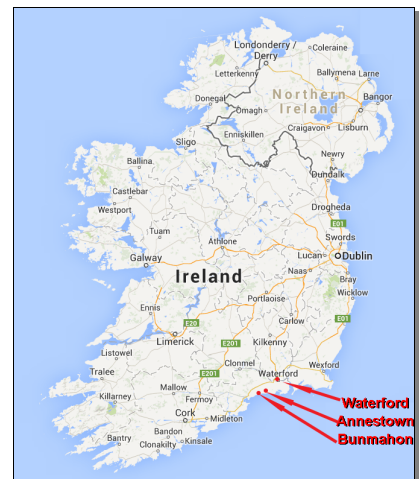 Londonderry /
Derry
Coleraine
Letterkenny
Ballymena
Larne
Northern
Ireland
Donegal
Omagh
Bangor
Craigavon
Lisburn
Enniskillen
Sligo
Newry
Ballina
Dundalk
Castlebar
Westport
Drogheda
E01
Tuam
Athlone
Swords
Lucan
Dublin
Galway
Naas
Ireland
Bray
Portlaoise
Wicklow
Ennis
Carlow
E20
E01
Limerick
E201
Kilkenny
Listowel
Clonmel
Wexford
Tralee
E201
Waterford
Mallow
Fermoy
Killarney
Waterford
Cork
Midleton
Annestown
Bandon
Bantry
Kinsale
Bunmahon
Clonakilty